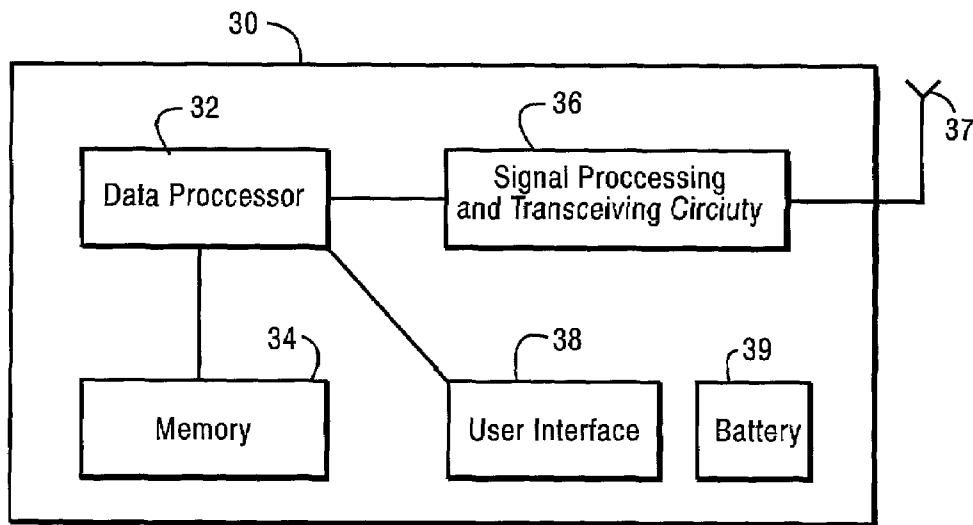 30
32
36
37
Data Proccessor
Signal Proccessing
and Transceiving Circiuty
34
38
39
Memory
User Interface
Battery